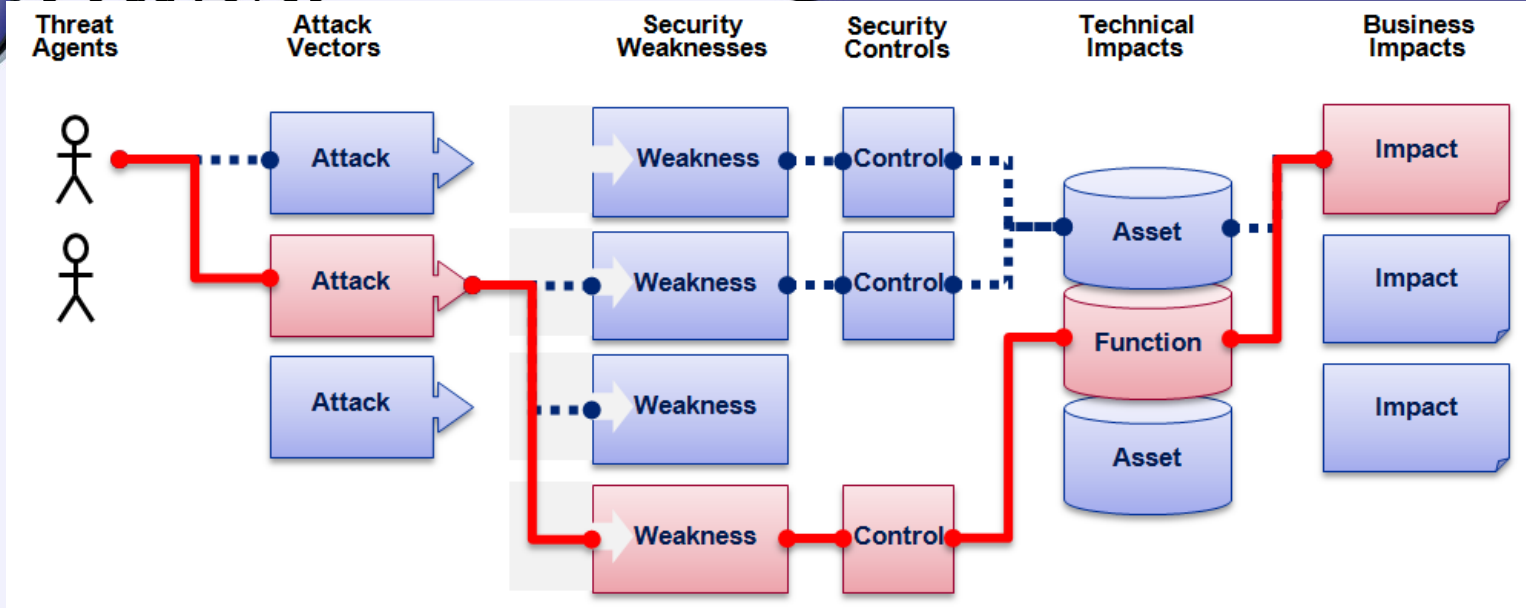 Threat
Agents
Attack
Vectors
Security
Weaknesses
Security
Controls
Technical
Impacts
Business
Impacts
Attack
Weakness
Control
Impact
Asset
Attack
Weakness
Control
Impact
Function
Attack
Weakness
Impact
Asset
Weakness
Control